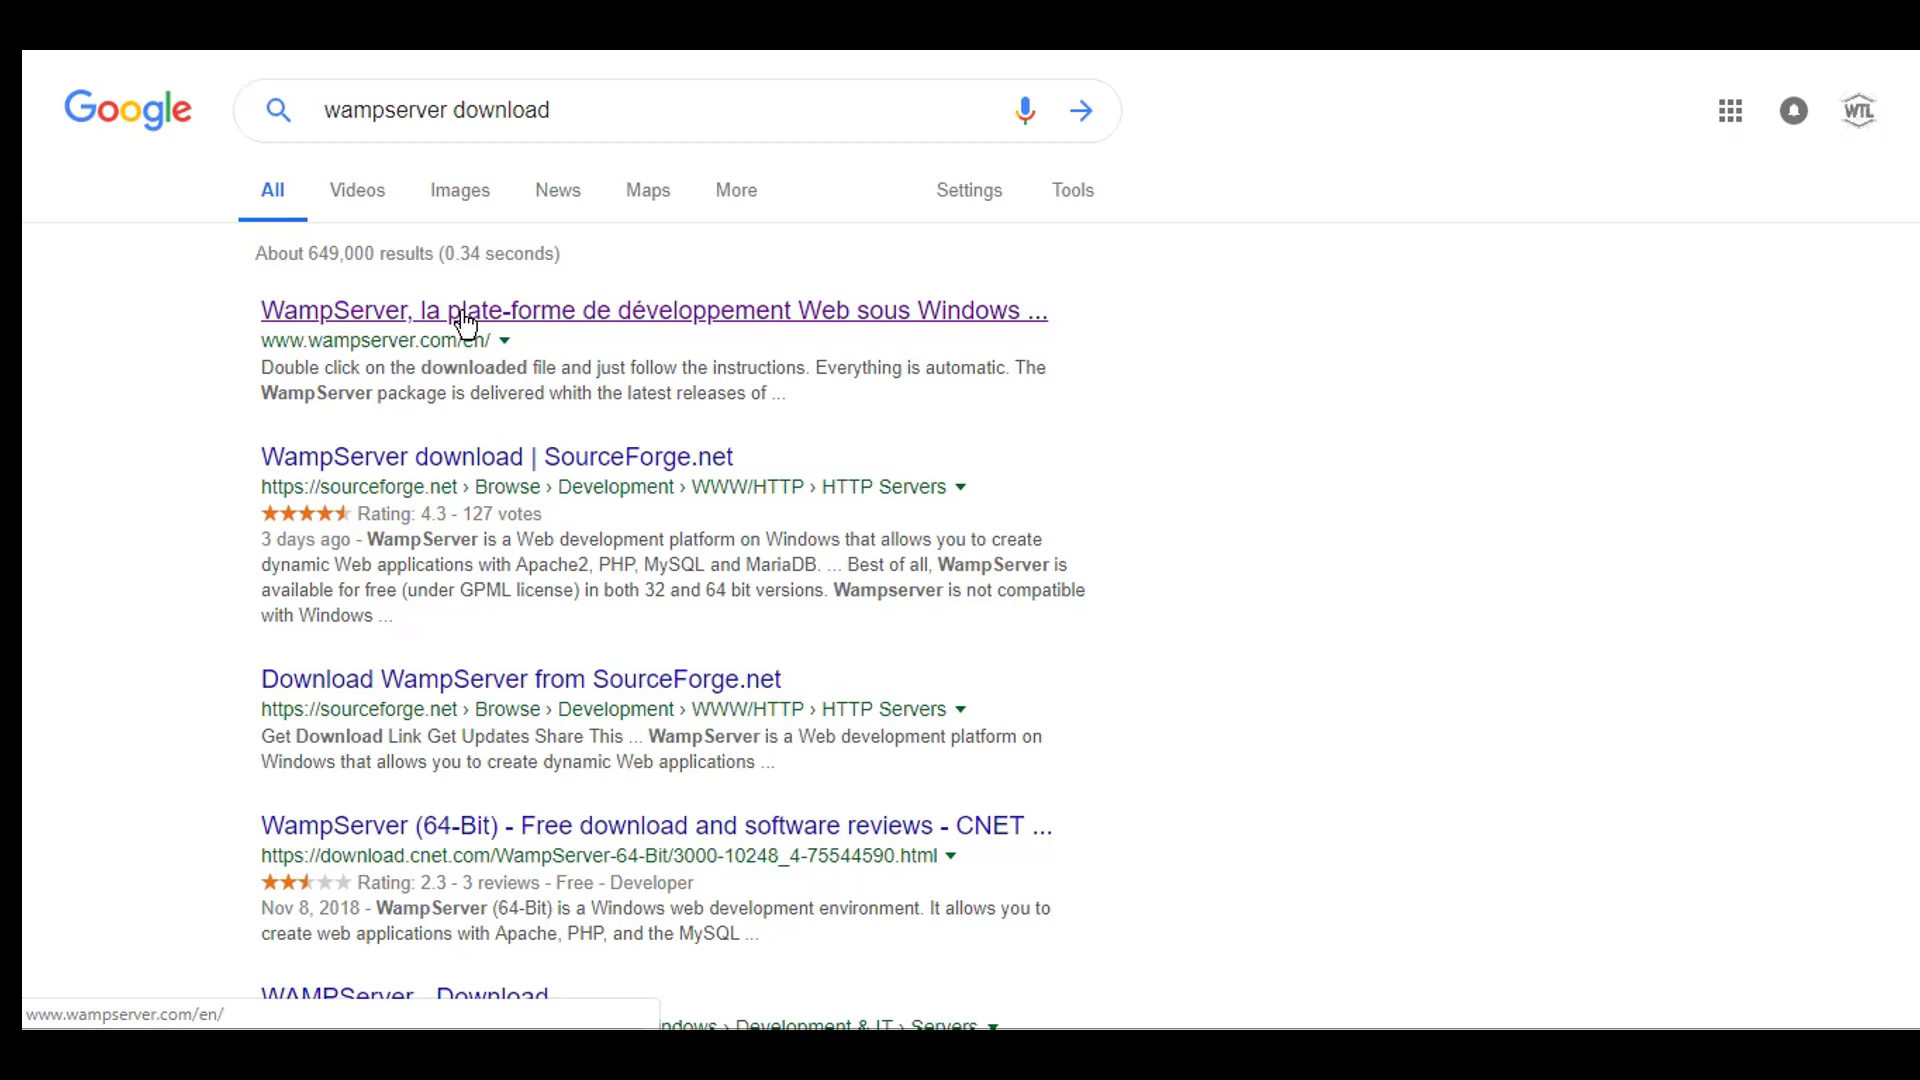 Google
wampserver download
WTL
All Videos Images News Maps More Settings Tools
About 649,000 results (0.34 seconds)
WampServer, la plate-forme de développement Web sous Windows ...
www.wampserver.com/en/
Double click on the downloaded file and just follow the instructions. Everything is automatic. The
WampServer package is delivered whith the latest releases of ...
WampServer download | SourceForge.net
https://sourceforge.net › Browse › Development › WWW/HTTP › HTTP Servers
Rating: 4.3 - 127 votes
3 days ago - WampServer is a Web development platform on Windows that allows you to create
dynamic Web applications with Apache2, PHP, MySQL and MariaDB. ... Best of all, WampServer is
available for free (under GPML license) in both 32 and 64 bit versions. Wampserver is not compatible
with Windows ...
Download WampServer from SourceForge.net
https://sourceforge.net › Browse › Development › WWW/HTTP › HTTP Servers
Get Download Link Get Updates Share This ... WampServer is a Web development platform on
Windows that allows you to create dynamic Web applications ...
WampServer (64-Bit) - Free download and software reviews - CNET ...
https://download.cnet.com/WampServer-64-Bit/3000-10248_4-75544590.html
Rating: 2.3 - 3 reviews - Free - Developer
Nov 8, 2018 - WampServer (64-Bit) is a Windows web development environment. It allows you to
create web applications with Apache, PHP, and the MySQL ...
WAMPServer - Download
www.wampserver.com/en/
ndows › Development & IT › Servers